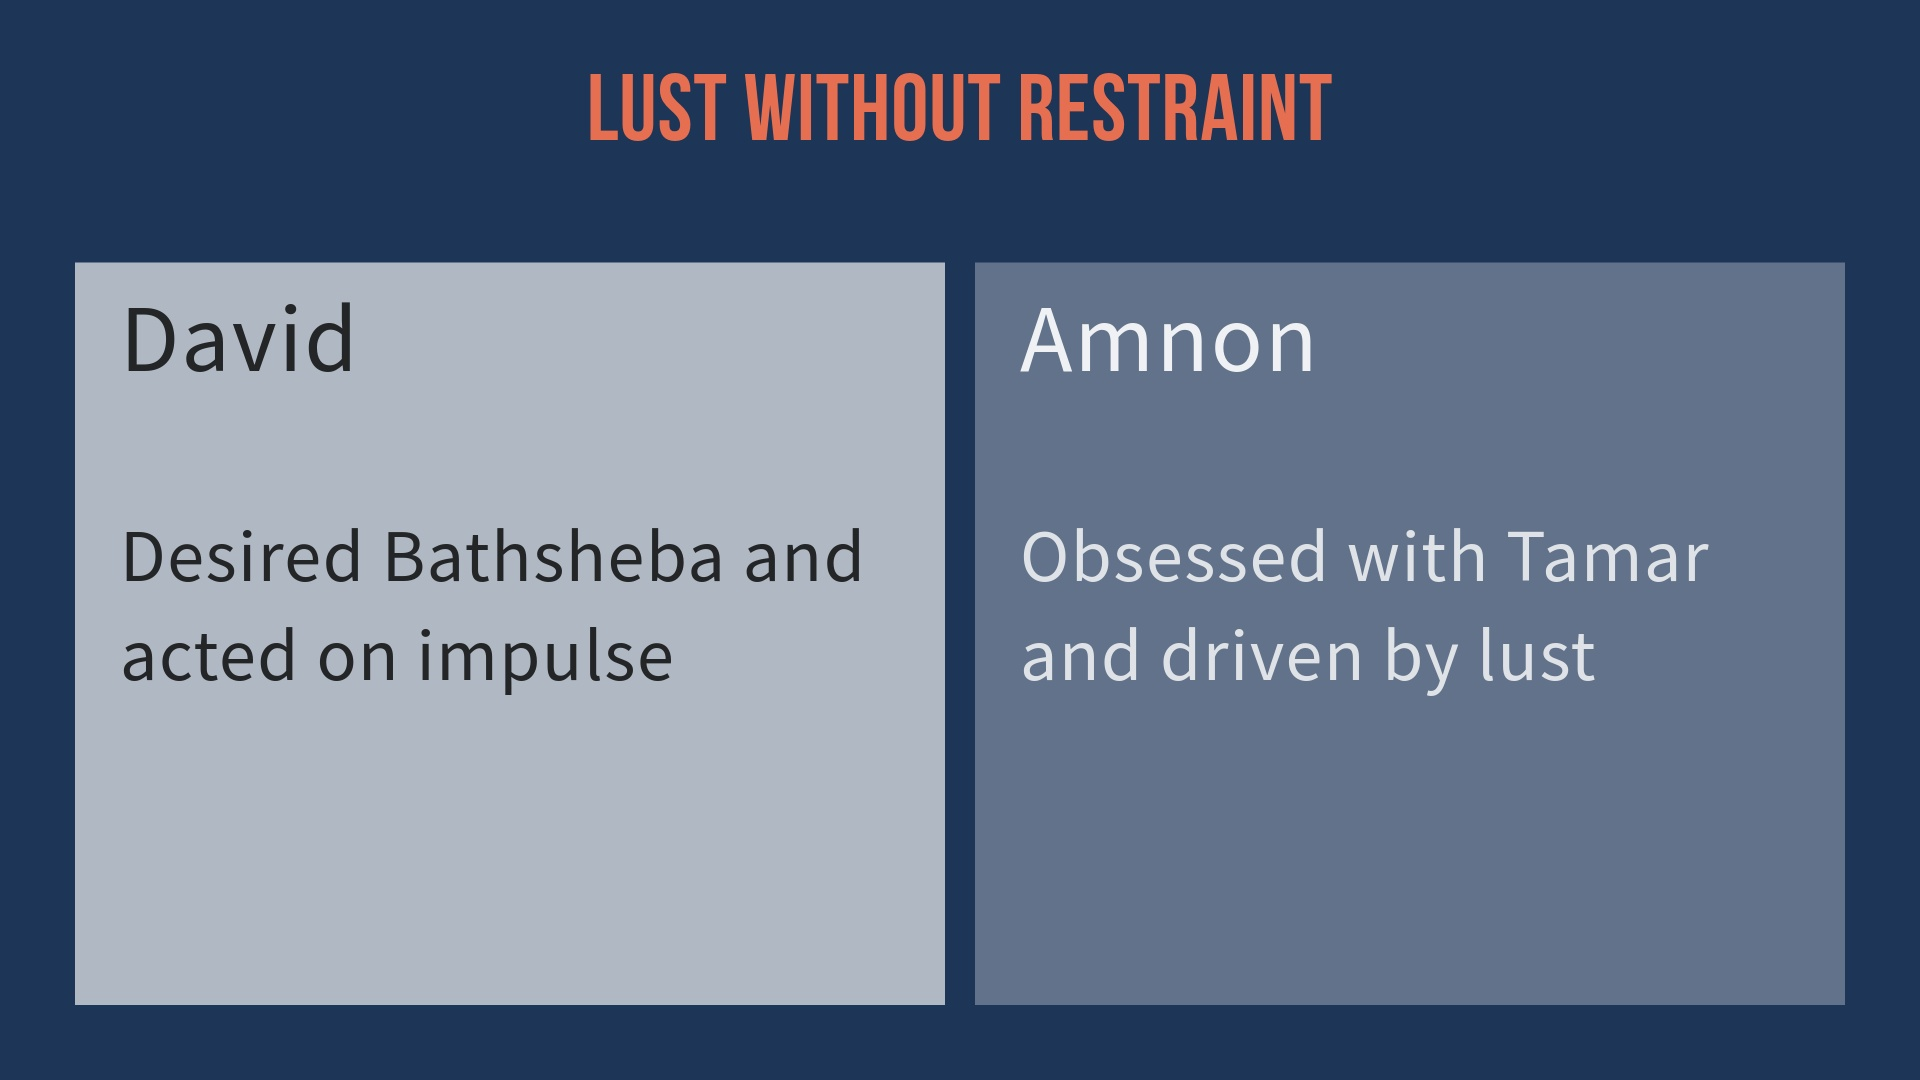 LUST WITHOUT RESTRAINT
David
Desired Bathsheba and
acted on impulse
Amnon
Obsessed with Tamar
and driven by lust